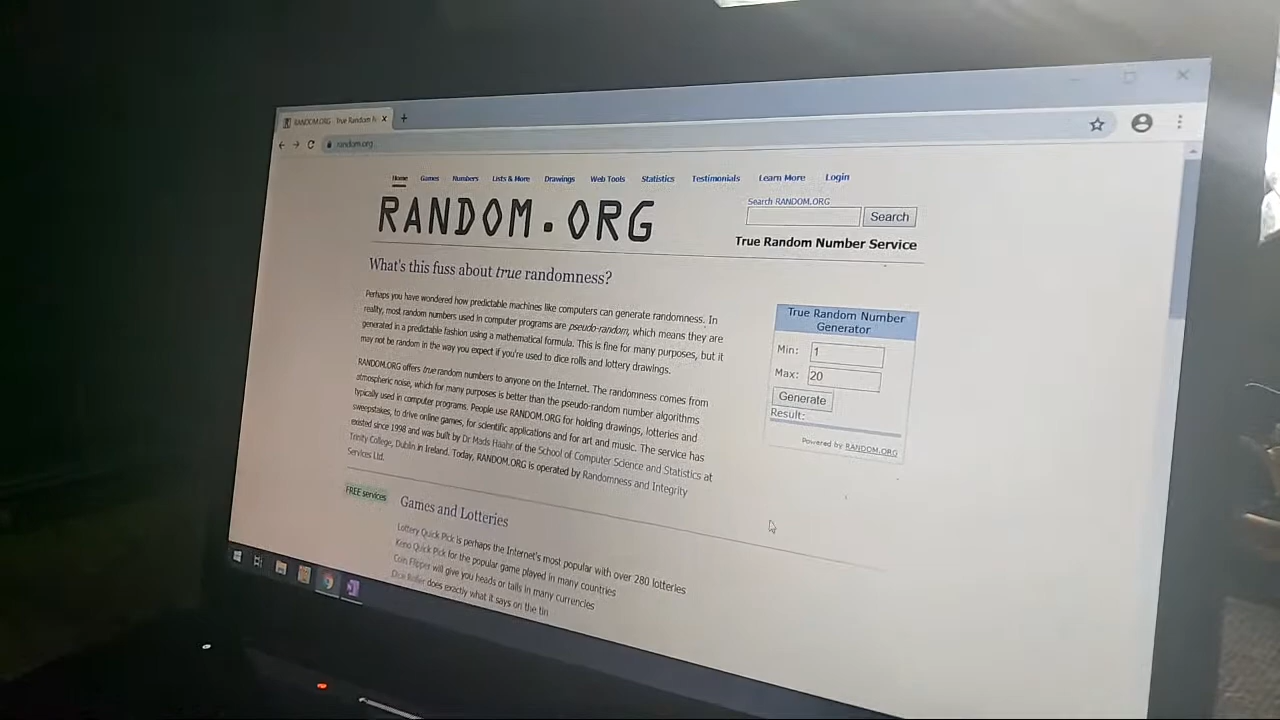 RANDOM.ORG - True Random N
random.org
Home Games Numbers Lists & More Drawings Web Tools Statistics Testimonials Learn More Login
RANDOM.ORG
Search RANDOM.ORG
Search
True Random Number Service
What's this fuss about true randomness?
Perhaps you have wondered how predictable machines like computers can generate randomness. In
reality, most random numbers used in computer programs are pseudo-random, which means they are
generated in a predictable fashion using a mathematical formula. This is fine for many purposes, but it
may not be random in the way you expect if you're used to dice rolls and lottery drawings.
RANDOM.ORG offers true random numbers to anyone on the Internet. The randomness comes from
atmospheric noise, which for many purposes is better than the pseudo-random number algorithms
typically used in computer programs. People use RANDOM.ORG for holding drawings, lotteries and
sweepstakes, to drive online games, for scientific applications and for art and music. The service has
existed since 1998 and was built by Dr Mads Haahr of the School of Computer Science and Statistics at
Trinity College, Dublin in Ireland. Today, RANDOM.ORG is operated by Randomness and Integrity
Services Ltd.
True Random Number
Generator
Min: 1
Max: 20
Generate
Result:
Powered by RANDOM.ORG
FREE services
Games and Lotteries
Lottery Quick Pick is perhaps the Internet's most popular with over 280 lotteries
Keno Quick Pick for the popular game played in many countries
Coin Flipper will give you heads or tails in many currencies
Dice Roller does exactly what it says on the tin